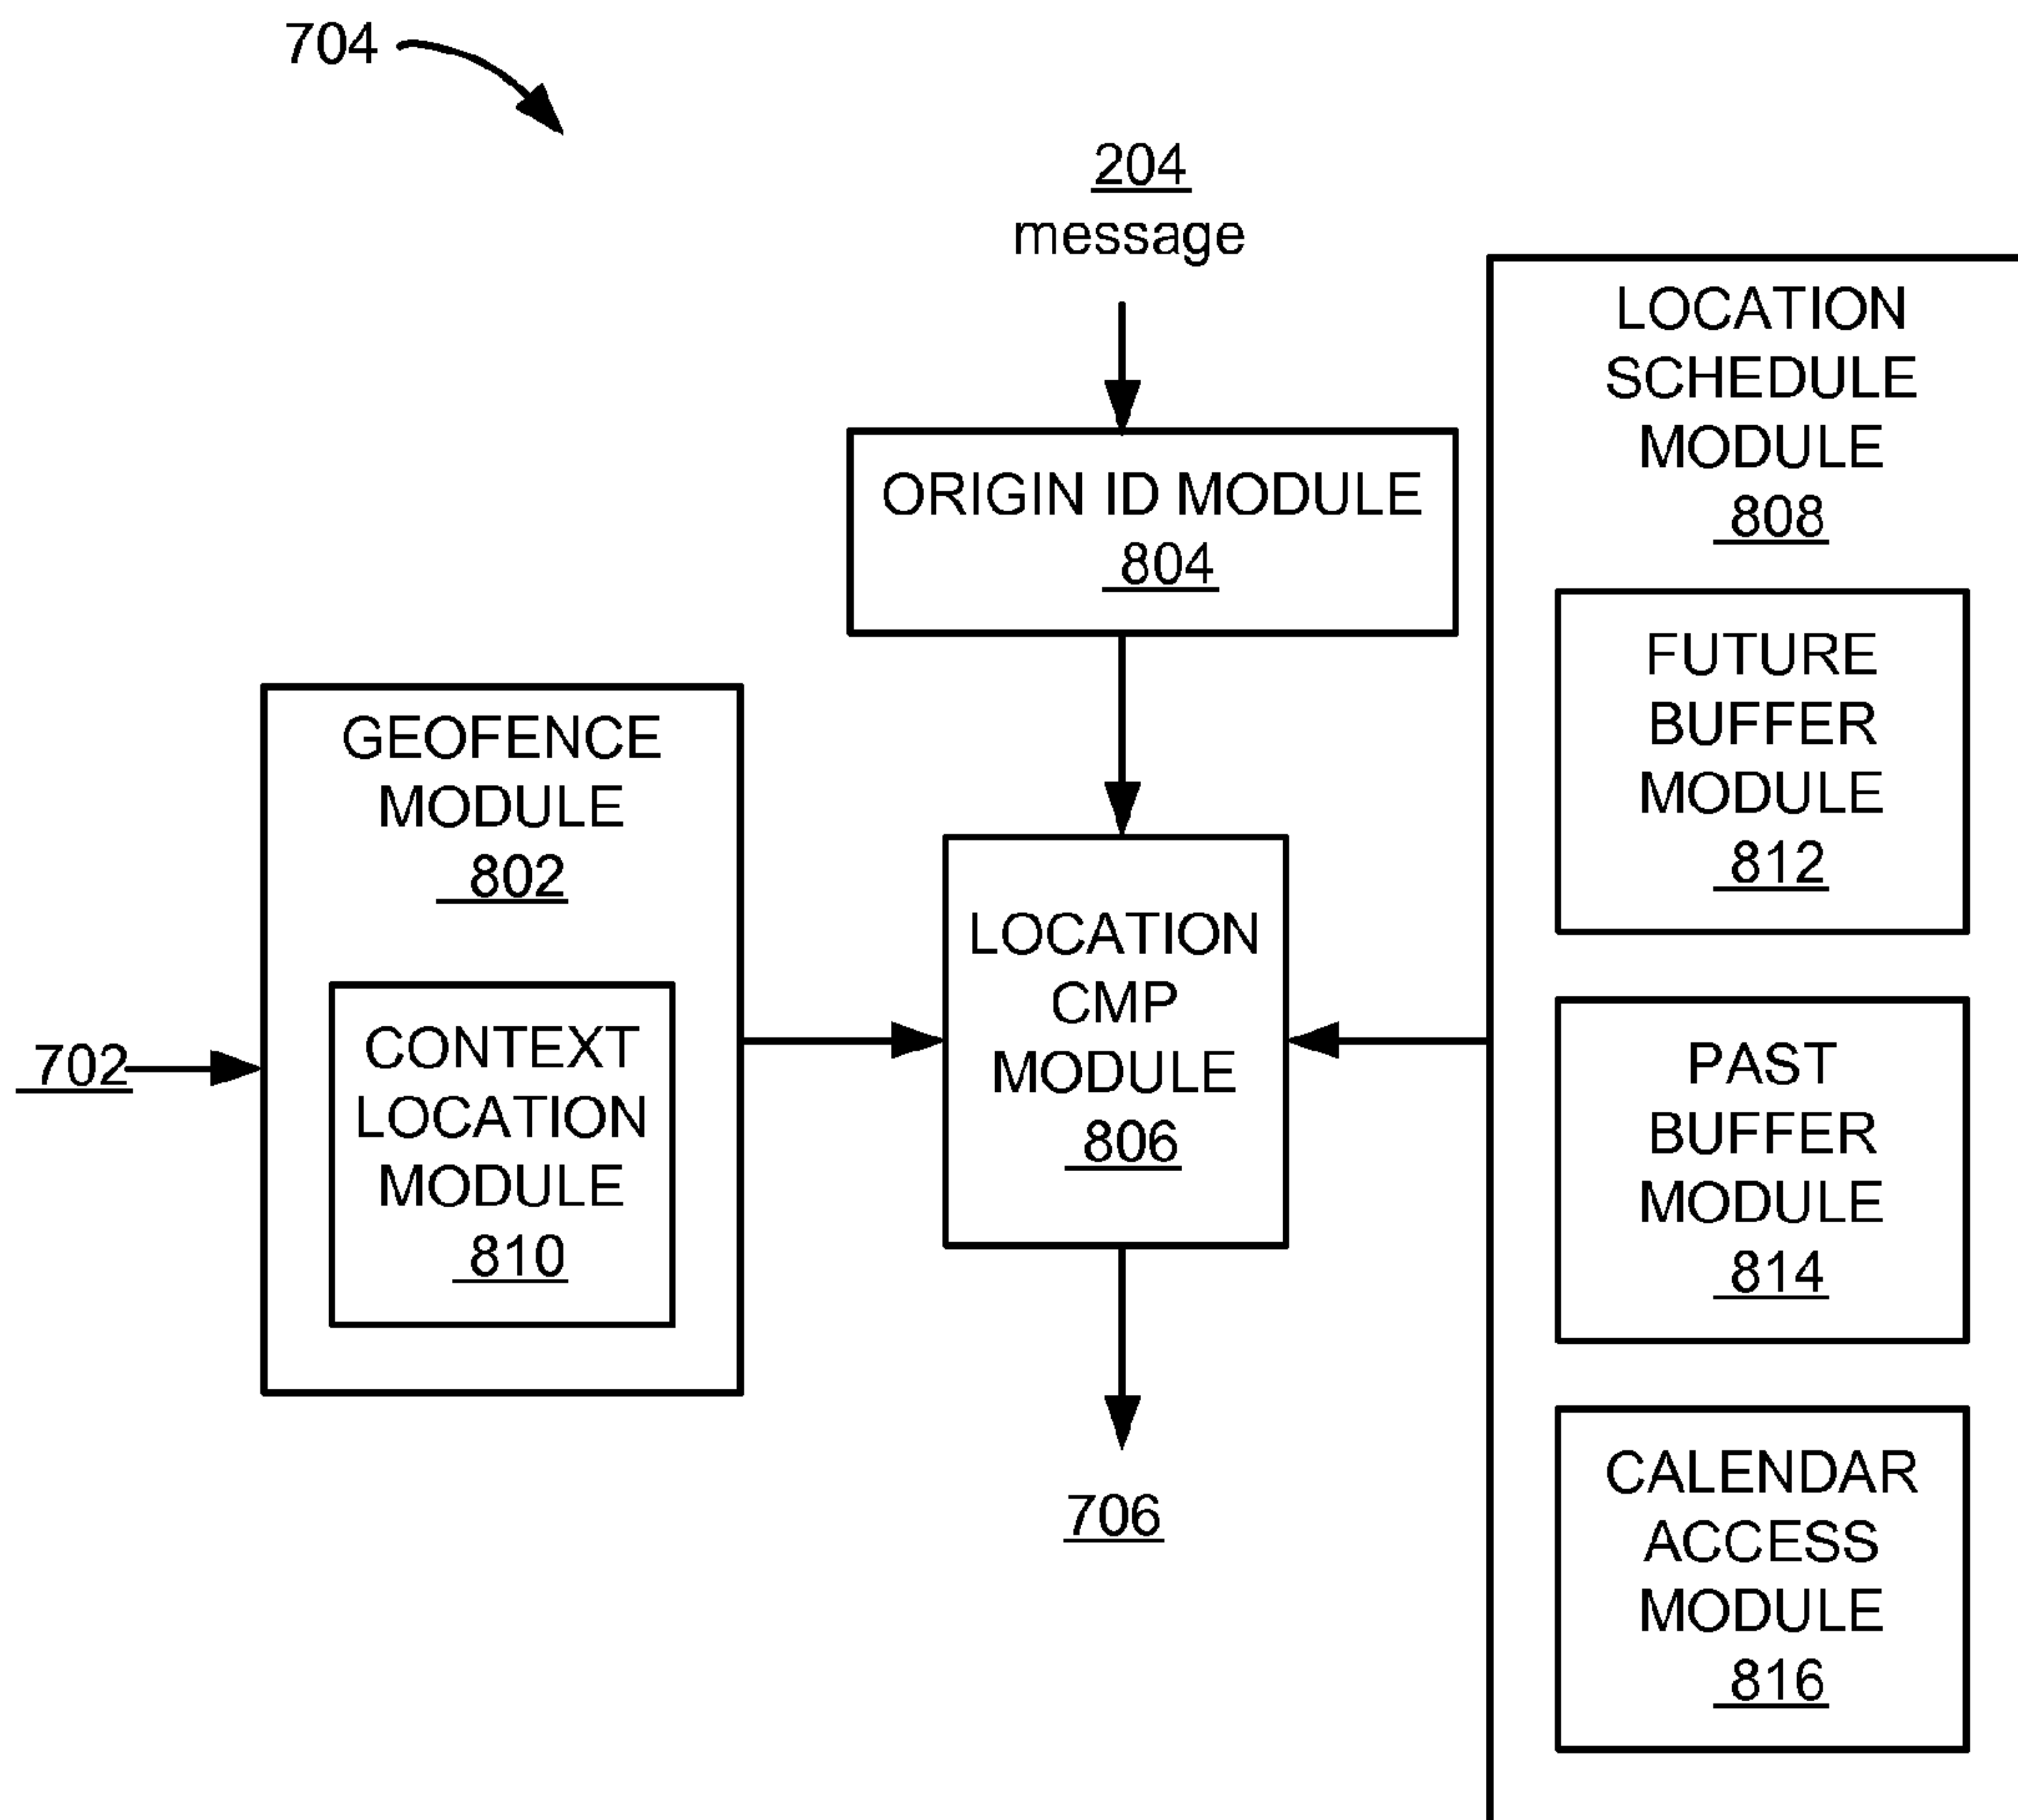 704
204
message
ORIGIN ID MODULE
804
GEOFENCE
MODULE
802
CONTEXT
LOCATION
MODULE
810
702
LOCATION
CMP
MODULE
806
706
LOCATION
SCHEDULE
MODULE
808
FUTURE
BUFFER
MODULE
812
PAST
BUFFER
MODULE
814
CALENDAR
ACCESS
MODULE
816